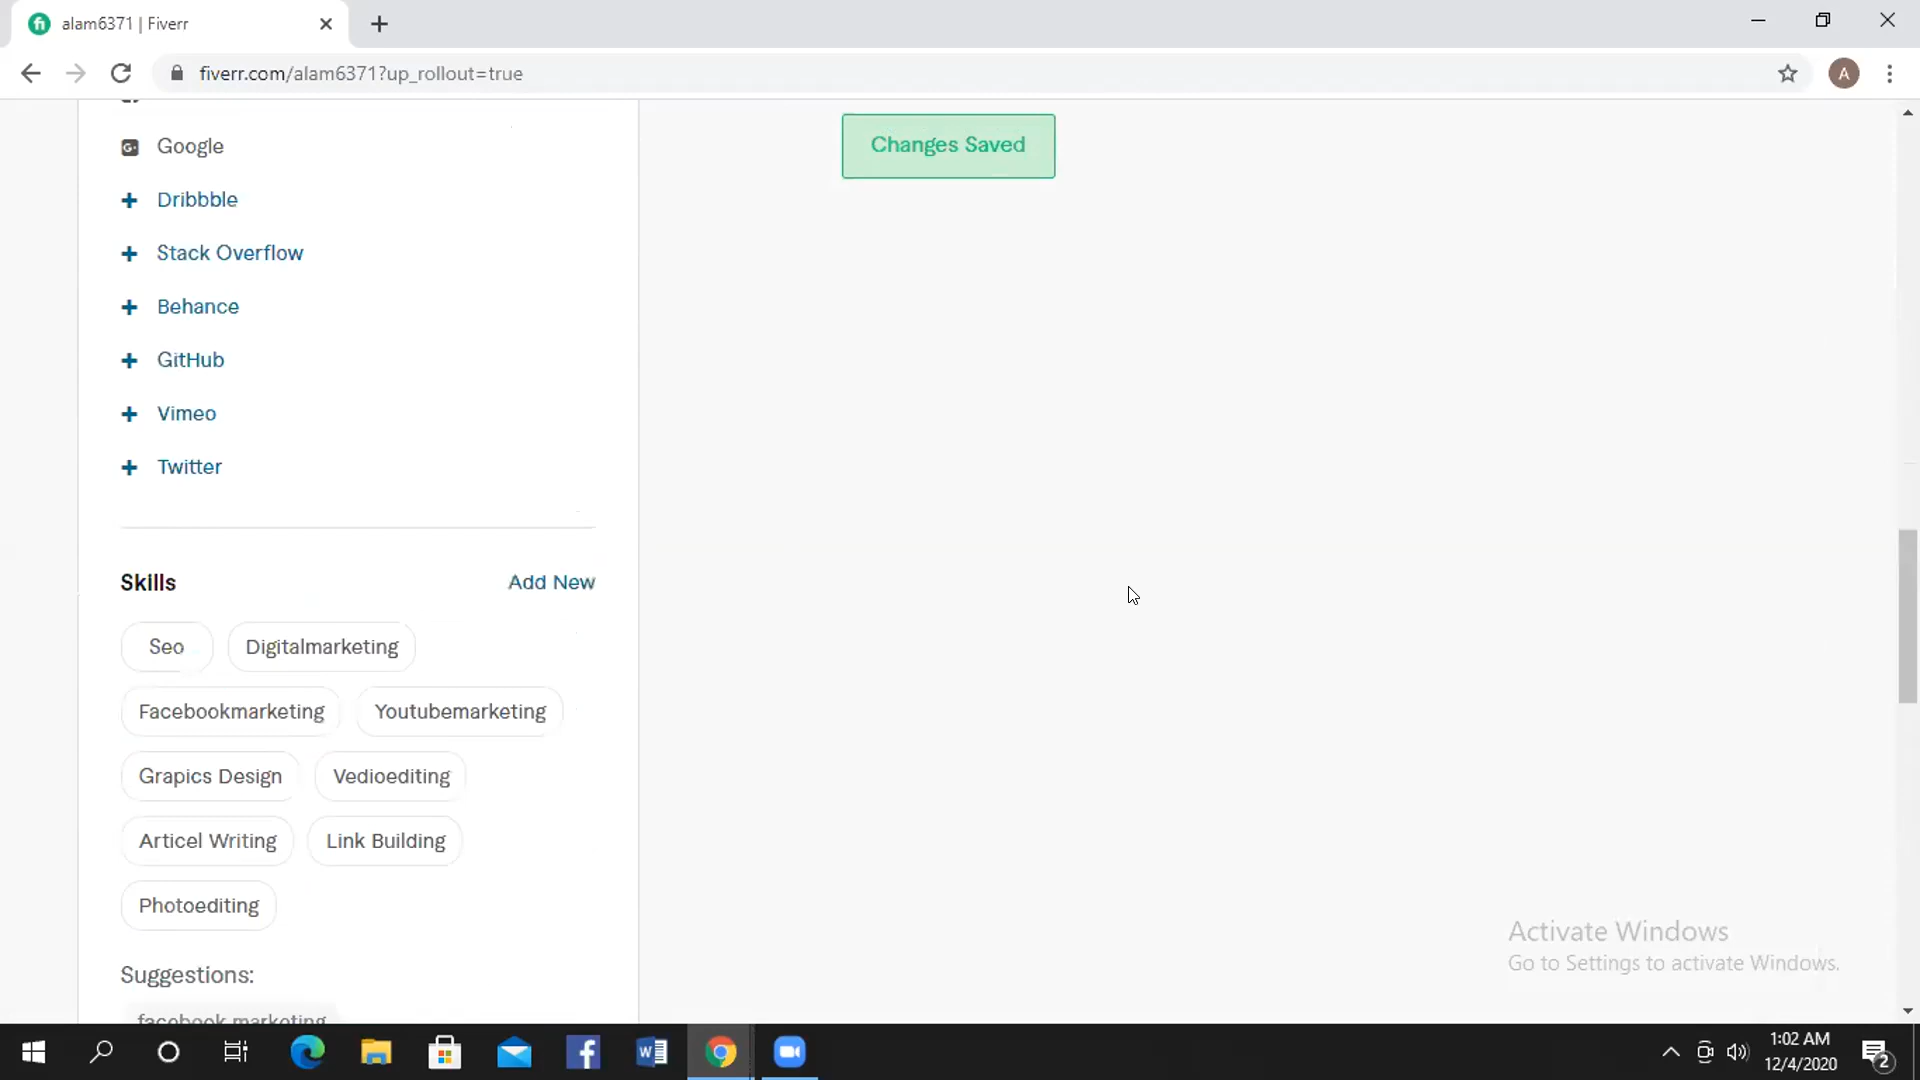 alam6371 | Fiverr
fiverr.com/alam6371?up_rollout=true
A
Changes Saved
Google
Dribbble
Stack Overflow
Behance
GitHub
Vimeo
Twitter
Skills
Add New
Seo
Digitalmarketing
Facebookmarketing
Youtubemarketing
Grapics Design
Vedioediting
Articel Writing
Link Building
Photoediting
Suggestions:
facebook marketing
Activate Windows
Go to Settings to activate Windows.
1:02 AM
12/4/2020
2